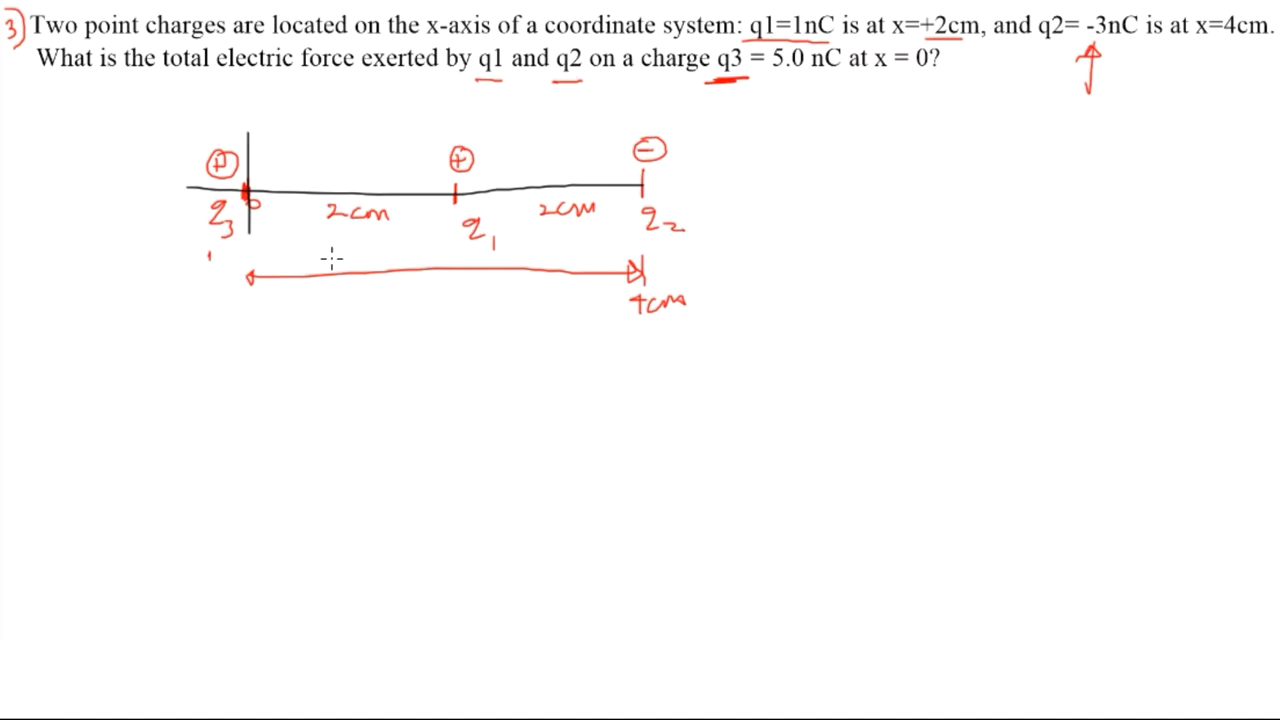 3) Two point charges are located on the x-axis of a coordinate system: q1=1nC is at x=+2cm, and q2= -3nC is at x=4cm.
What is the total electric force exerted by q1 and q2 on a charge q3 = 5.0 nC at x = 0?
+ + −
q3 0 2cm q1 2cm q2
4cm